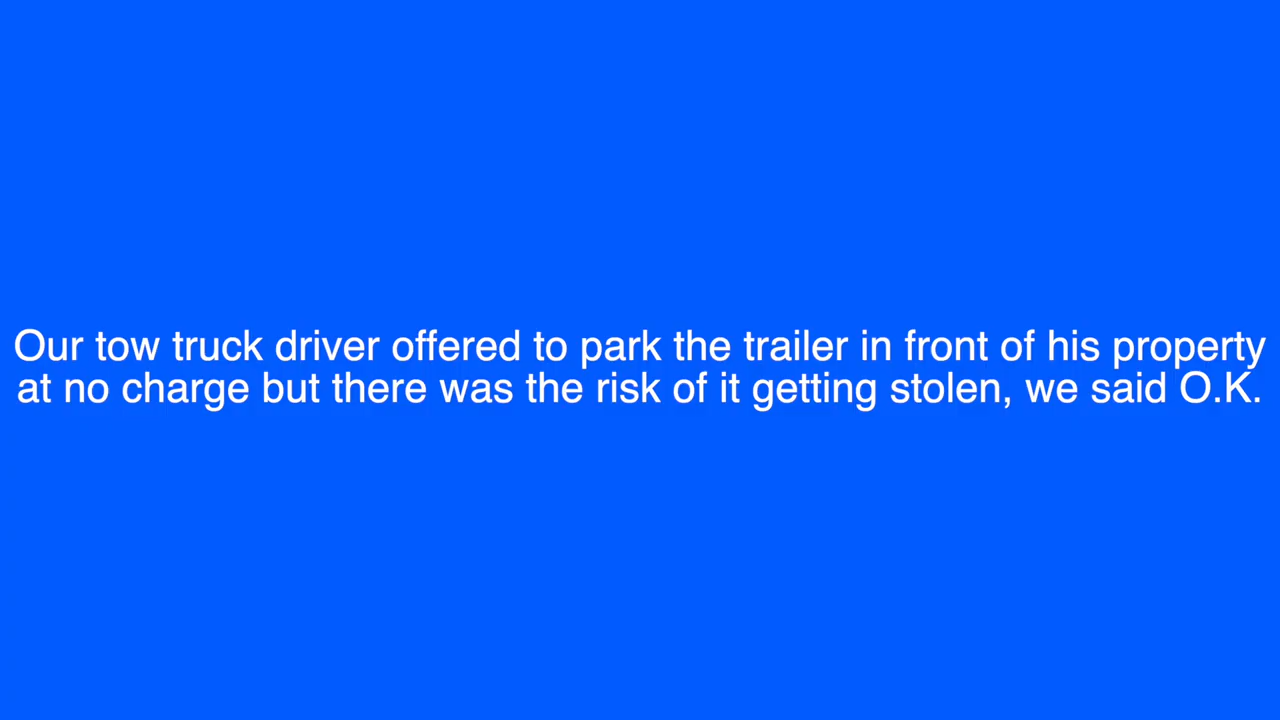 Our tow truck driver offered to park the trailer in front of his property
at no charge but there was the risk of it getting stolen, we said O.K.